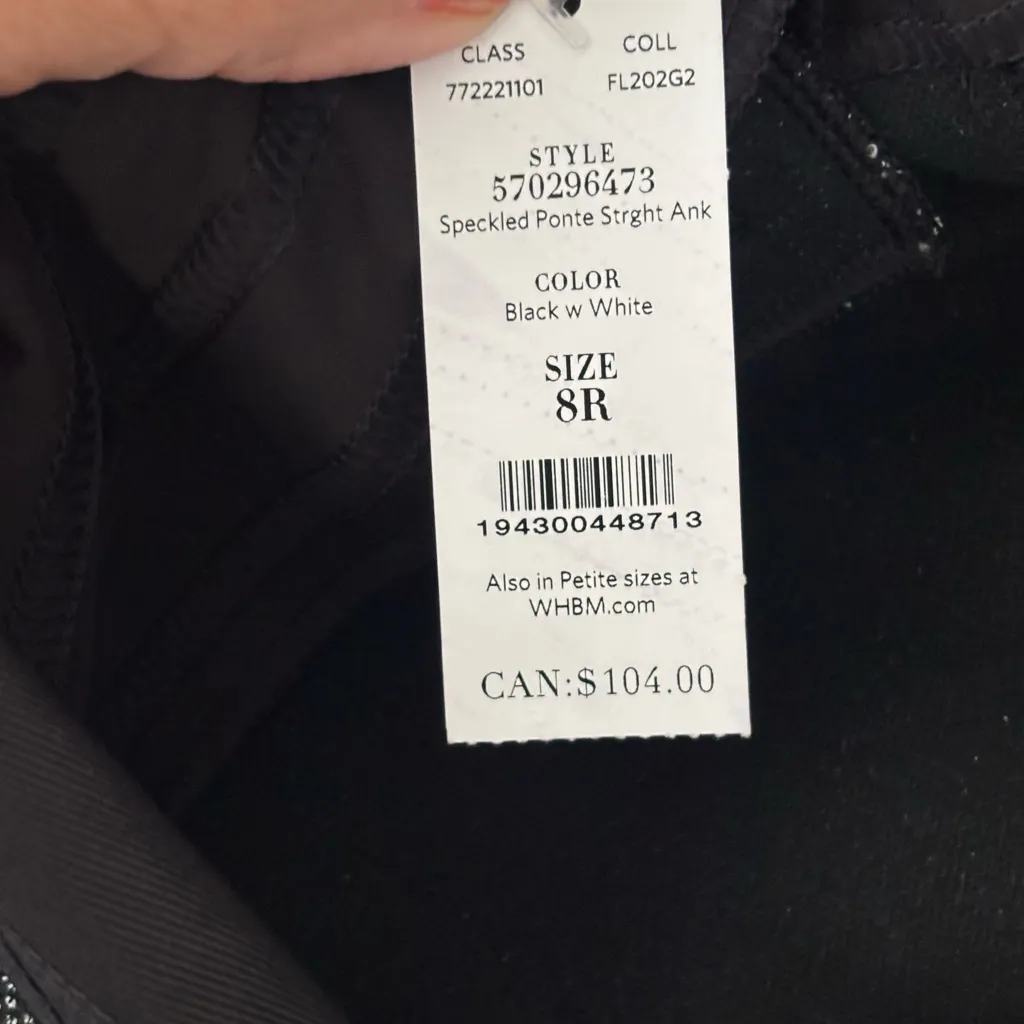 CLASS COLL
772221101 FL202G2
STYLE
570296473
Speckled Ponte Strght Ank
COLOR
Black w White
SIZE
8R
194300448713
Also in Petite sizes at
WHBM.com
CAN:$104.00